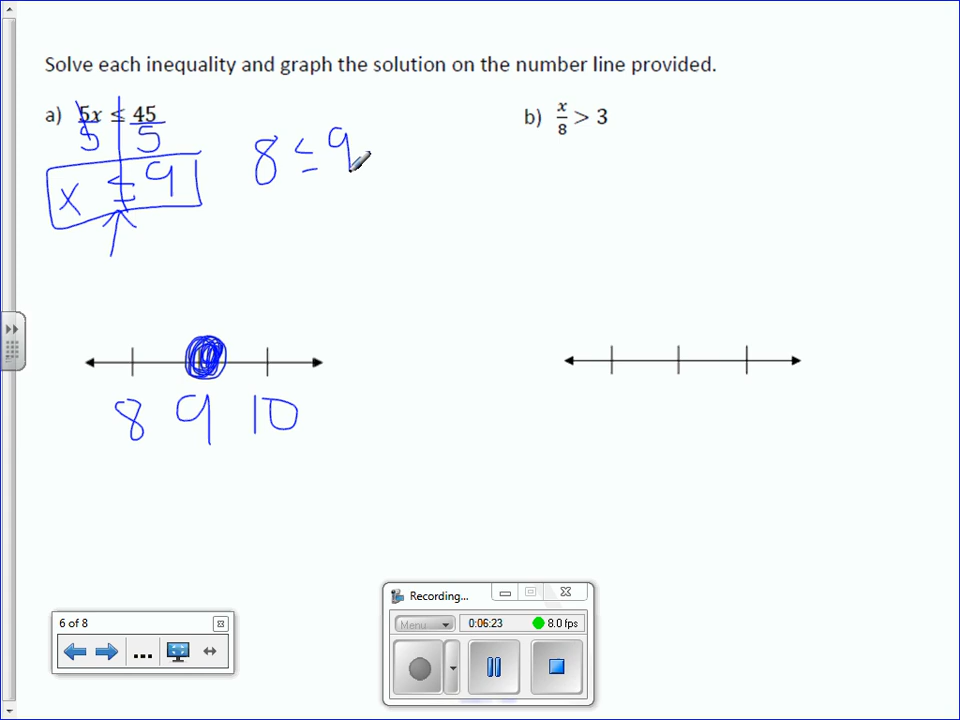 Solve each inequality and graph the solution on the number line provided.
a) 5x ≤ 45
5 5
x ≤ 9
8 ≤ 9
b) x/8 > 3
8 9 10
6 of 8
...
Recording...
Menu 0:06:23 8.0 fps